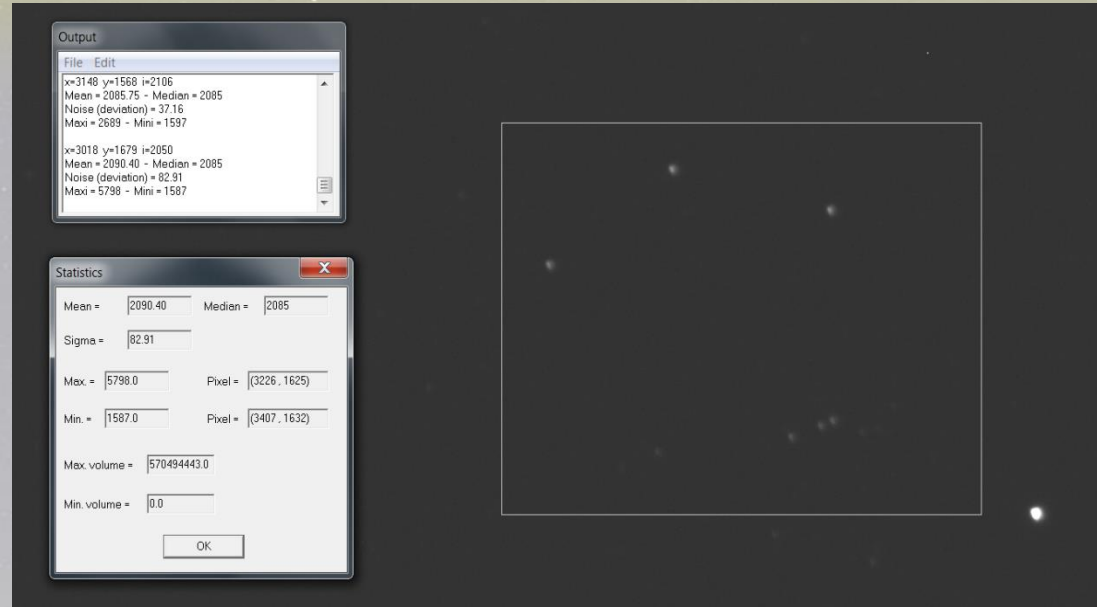 Output
File Edit
x=3148 y=1568 i=2106
Mean = 2085.75 - Median = 2085
Noise (deviation) = 37.16
Maxi = 2689 - Mini = 1597
x=3018 y=1679 i=2050
Mean = 2090.40 - Median = 2085
Noise (deviation) = 82.91
Maxi = 5798 - Mini = 1587
Statistics
Mean = 2090.40 Median = 2085
Sigma = 82.91
Max. = 5798.0 Pixel = (3226 , 1625)
Min. = 1587.0 Pixel = (3407 , 1632)
Max. volume = 570494443.0
Min. volume = 0.0
OK